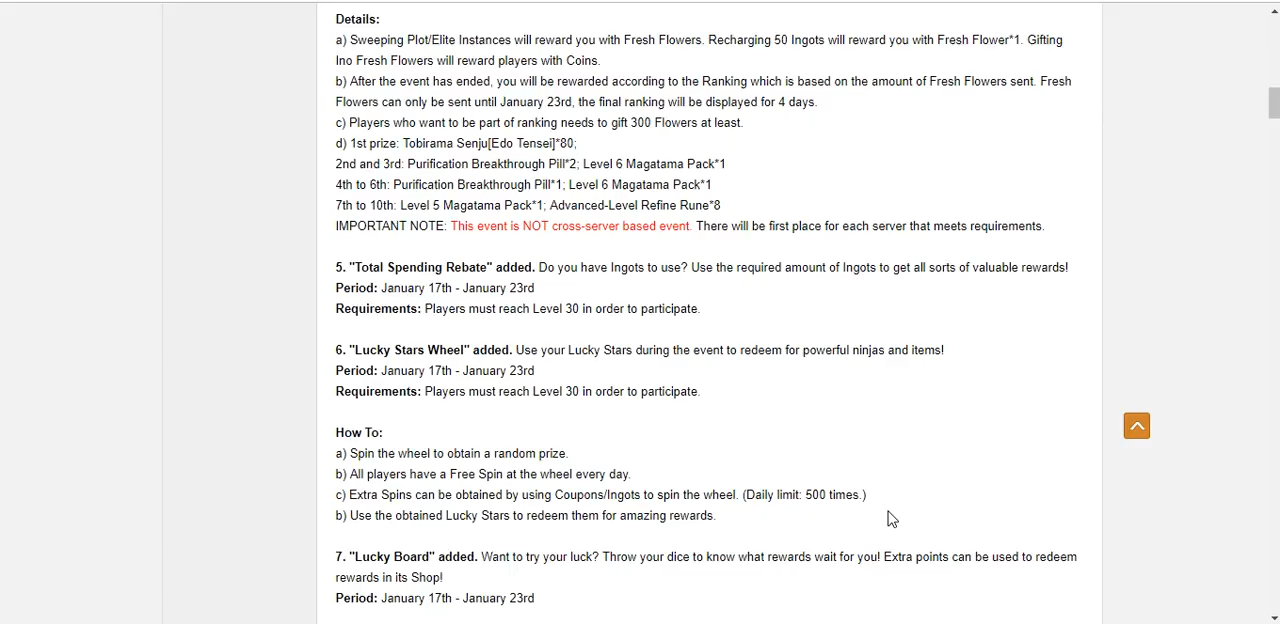 Details:
a) Sweeping Plot/Elite Instances will reward you with Fresh Flowers. Recharging 50 Ingots will reward you with Fresh Flower*1. Gifting
Ino Fresh Flowers will reward players with Coins.
b) After the event has ended, you will be rewarded according to the Ranking which is based on the amount of Fresh Flowers sent. Fresh
Flowers can only be sent until January 23rd, the final ranking will be displayed for 4 days.
c) Players who want to be part of ranking needs to gift 300 Flowers at least.
d) 1st prize: Tobirama Senju[Edo Tensei]*80;
2nd and 3rd: Purification Breakthrough Pill*2; Level 6 Magatama Pack*1
4th to 6th: Purification Breakthrough Pill*1; Level 6 Magatama Pack*1
7th to 10th: Level 5 Magatama Pack*1; Advanced-Level Refine Rune*8
IMPORTANT NOTE: This event is NOT cross-server based event. There will be first place for each server that meets requirements.
5. "Total Spending Rebate" added. Do you have Ingots to use? Use the required amount of Ingots to get all sorts of valuable rewards!
Period: January 17th - January 23rd
Requirements: Players must reach Level 30 in order to participate.
6. "Lucky Stars Wheel" added. Use your Lucky Stars during the event to redeem for powerful ninjas and items!
Period: January 17th - January 23rd
Requirements: Players must reach Level 30 in order to participate.
How To:
a) Spin the wheel to obtain a random prize.
b) All players have a Free Spin at the wheel every day.
c) Extra Spins can be obtained by using Coupons/Ingots to spin the wheel. (Daily limit: 500 times.)
b) Use the obtained Lucky Stars to redeem them for amazing rewards.
7. "Lucky Board" added. Want to try your luck? Throw your dice to know what rewards wait for you! Extra points can be used to redeem
rewards in its Shop!
Period: January 17th - January 23rd